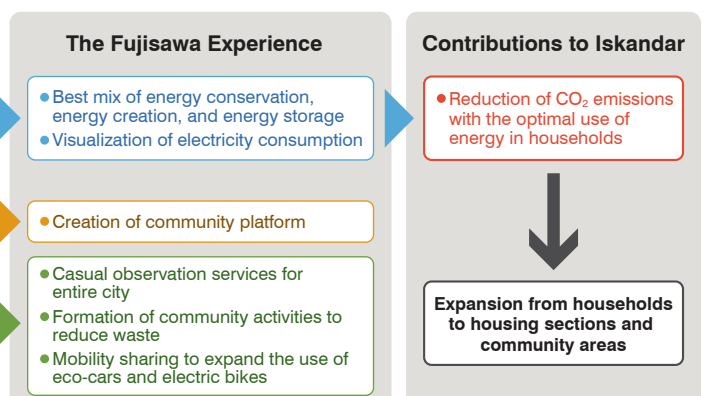 The Fujisawa Experience
● Best mix of energy conservation,
energy creation, and energy storage
● Visualization of electricity consumption
● Creation of community platform
● Casual observation services for
entire city
● Formation of community activities to
reduce waste
● Mobility sharing to expand the use of
eco-cars and electric bikes
Contributions to Iskandar
● Reduction of CO₂ emissions
with the optimal use of
energy in households
Expansion from households
to housing sections and
community areas